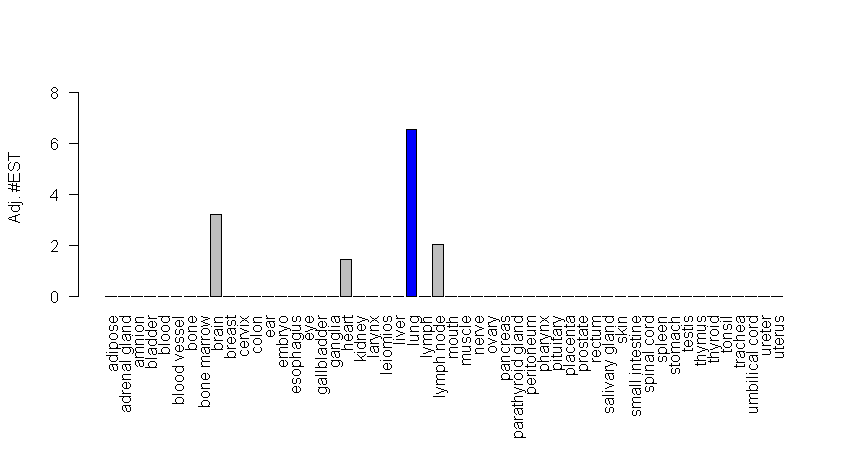 Adj. #EST
8
6
4
2
0
adipose
adrenal gland
amnion
bladder
blood
blood vessel
bone
bone marrow
brain
breast
cervix
colon
ear
embryo
esophagus
eye
gallbladder
ganglia
heart
kidney
larynx
leiomios
liver
lung
lymph
lymph node
mouth
muscle
nerve
ovary
pancreas
parathyroid gland
peritoneum
pharynx
pituitary
placenta
prostate
rectum
salivary gland
skin
small intestine
spinal cord
spleen
stomach
testis
thymus
thyroid
tonsil
trachea
umbilical cord
ureter
uterus